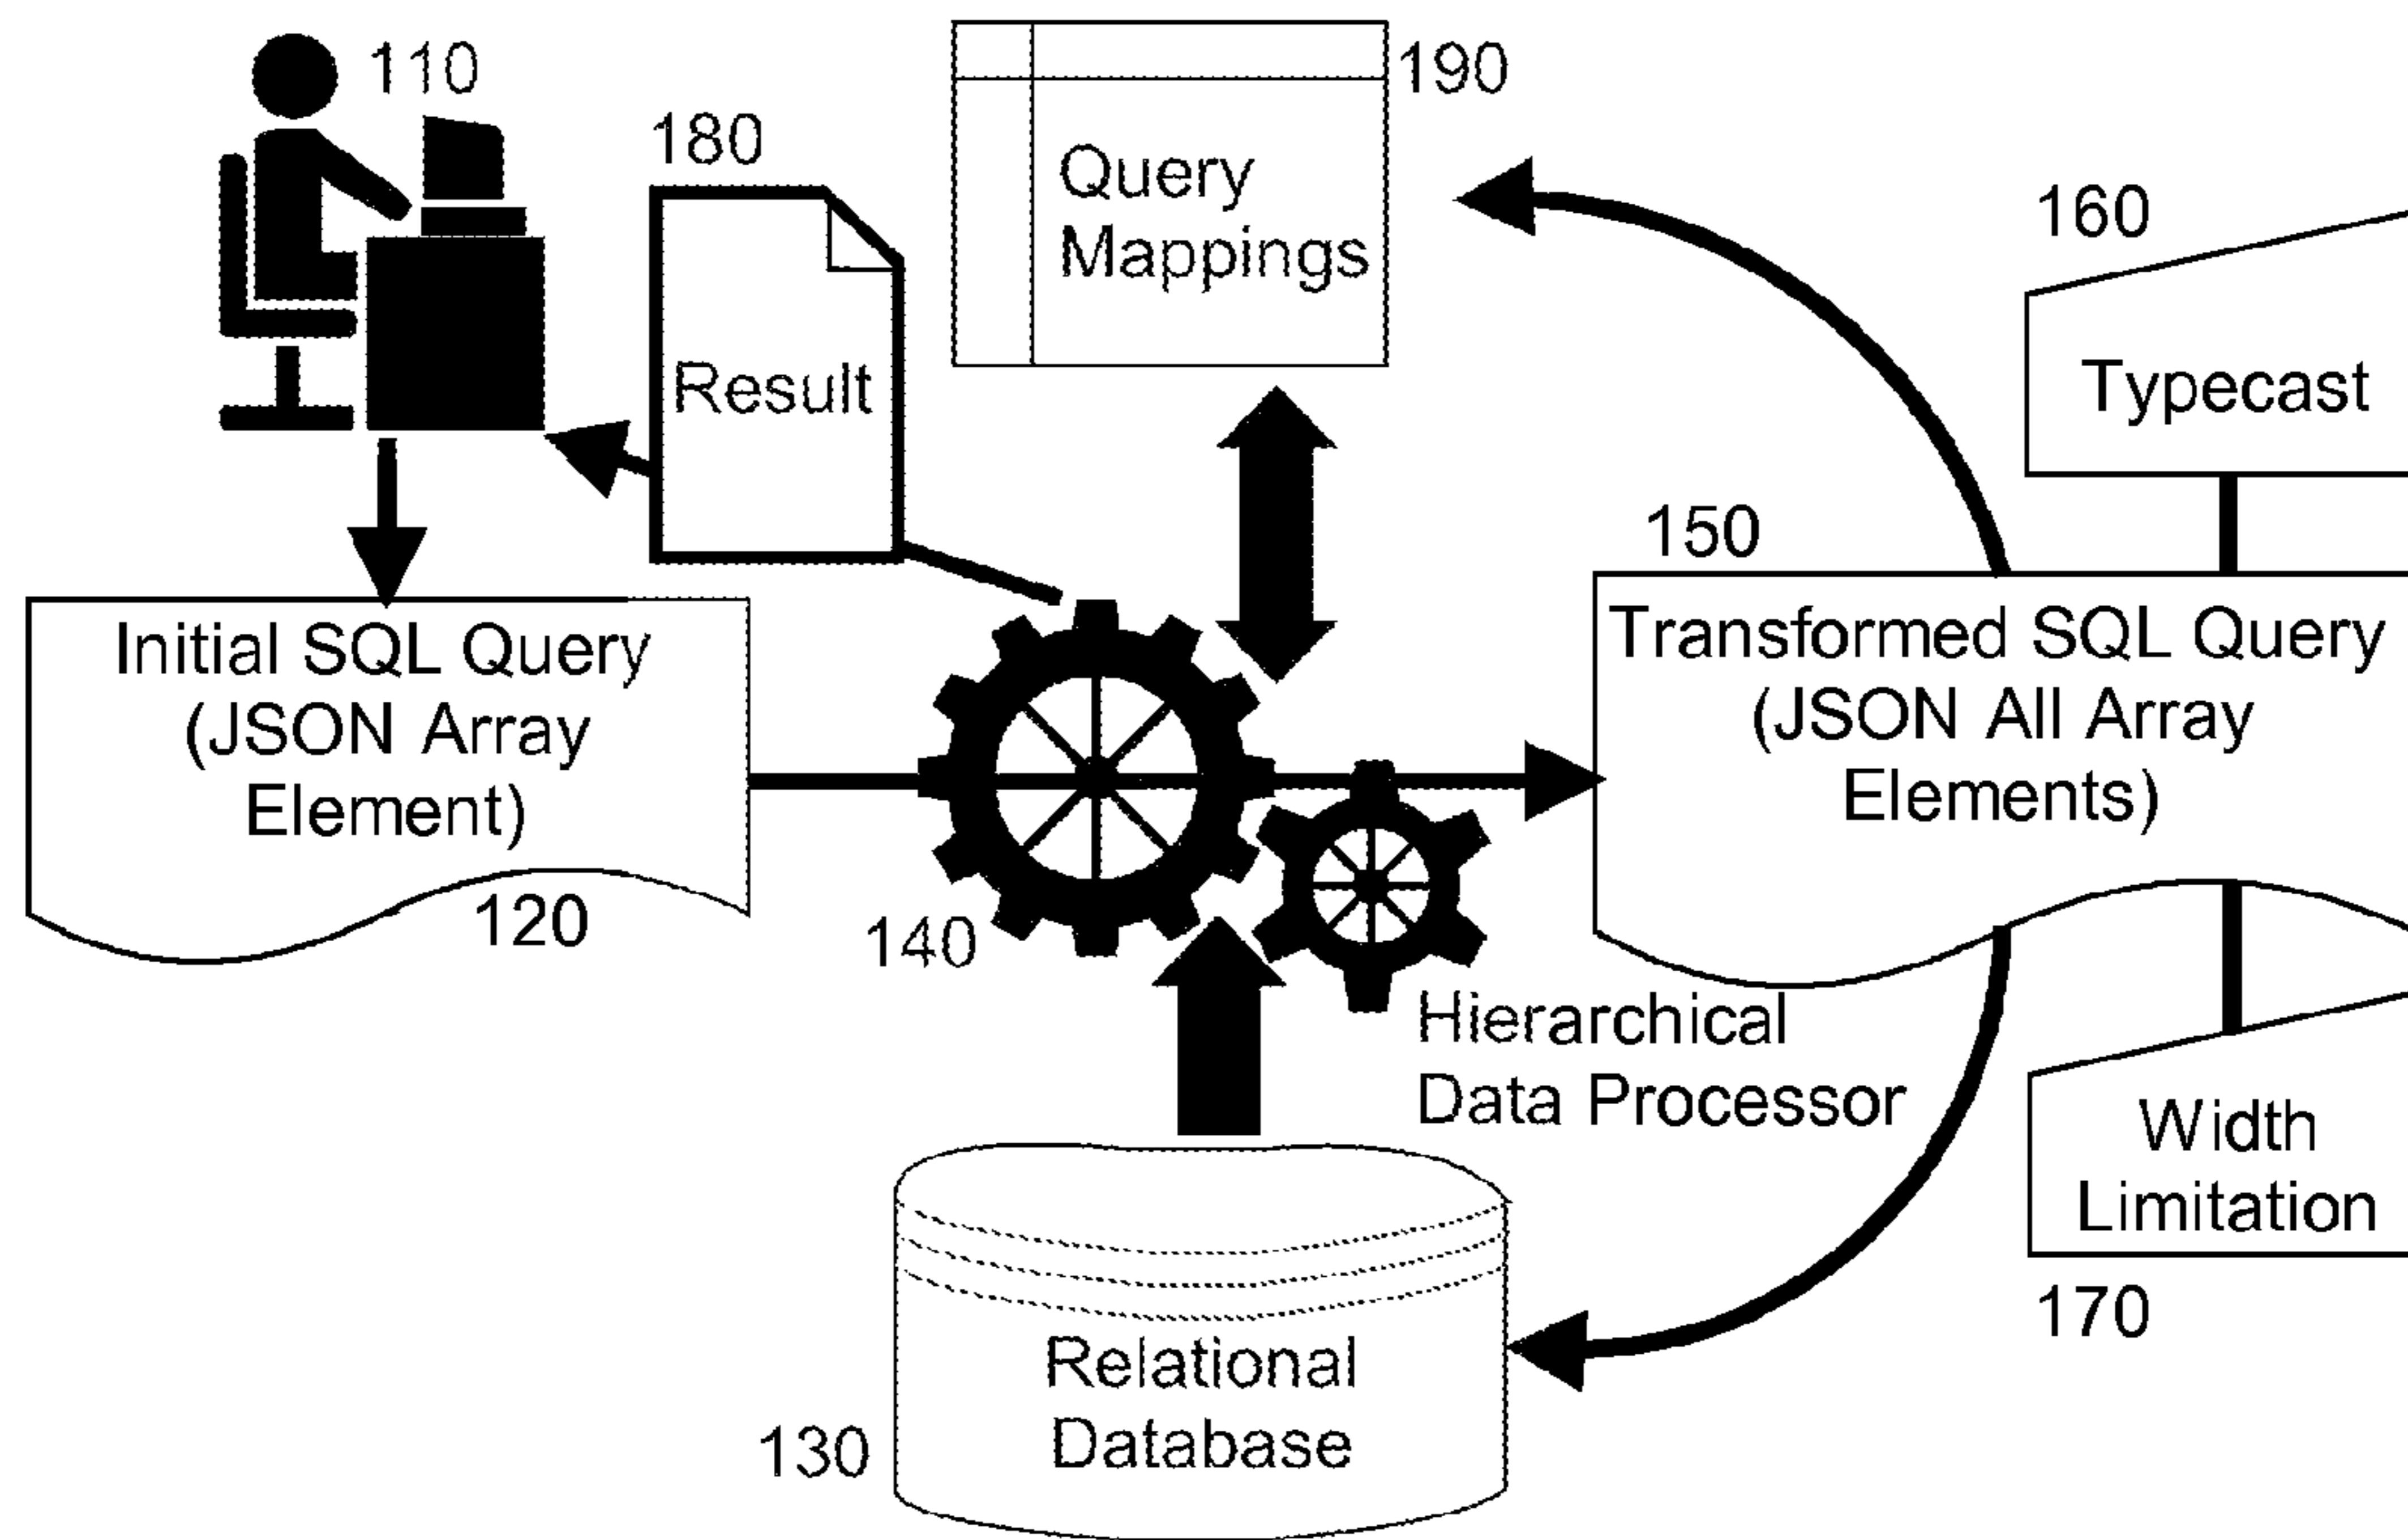 110
180
190
Query
Mappings
160
Typecast
Result
150
Initial SQL Query
(JSON Array
Element)
120
Transformed SQL Query
(JSON All Array
Elements)
140
Hierarchical
Data Processor
Width
Limitation
170
Relational
Database
130